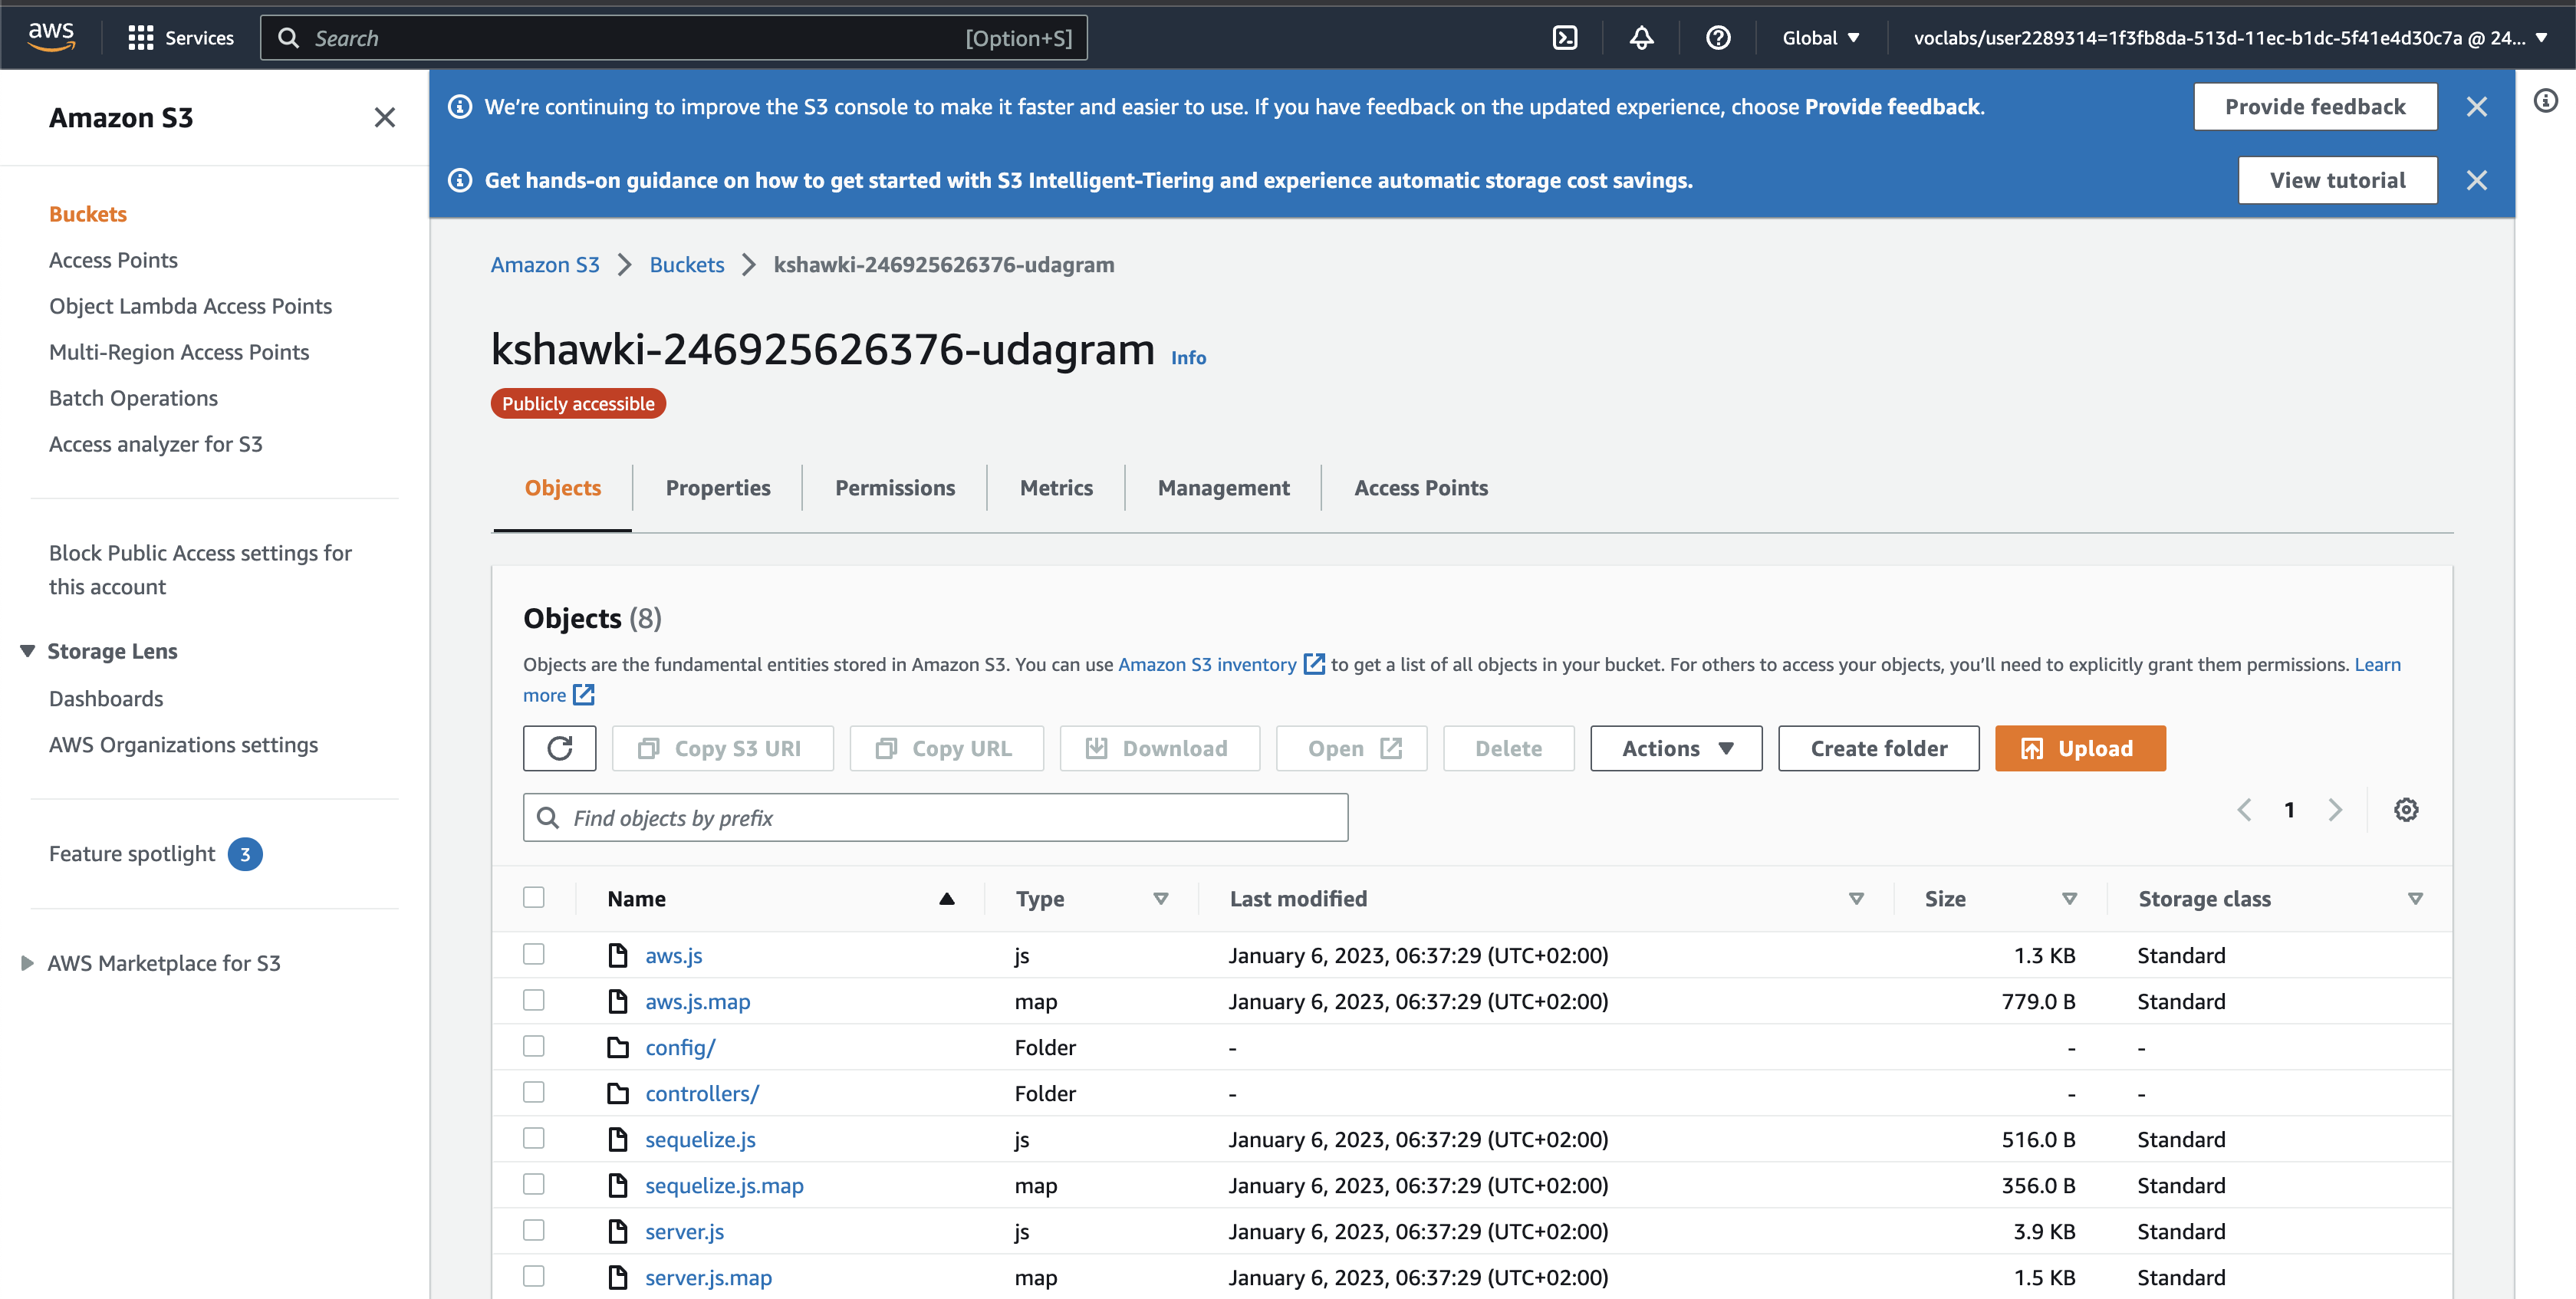 aws
Services
Search [Option+S]
Global
voclabs/user2289314=1f3fb8da-513d-11ec-b1dc-5f41e4d30c7a @ 24...
Amazon S3
Buckets
Access Points
Object Lambda Access Points
Multi-Region Access Points
Batch Operations
Access analyzer for S3
Block Public Access settings for
this account
Storage Lens
Dashboards
AWS Organizations settings
Feature spotlight 3
AWS Marketplace for S3
We're continuing to improve the S3 console to make it faster and easier to use. If you have feedback on the updated experience, choose Provide feedback.
Provide feedback
Get hands-on guidance on how to get started with S3 Intelligent-Tiering and experience automatic storage cost savings.
View tutorial
Amazon S3 Buckets kshawki-246925626376-udagram
kshawki-246925626376-udagram Info
Publicly accessible
Objects Properties Permissions Metrics Management Access Points
Objects (8)
Objects are the fundamental entities stored in Amazon S3. You can use Amazon S3 inventory to get a list of all objects in your bucket. For others to access your objects, you'll need to explicitly grant them permissions. Learn
more
Copy S3 URI Copy URL Download Open Delete Actions Create folder Upload
Find objects by prefix
1
Name Type Last modified Size Storage class
aws.js js January 6, 2023, 06:37:29 (UTC+02:00) 1.3 KB Standard
aws.js.map map January 6, 2023, 06:37:29 (UTC+02:00) 779.0 B Standard
config/ Folder - - -
controllers/ Folder - - -
sequelize.js js January 6, 2023, 06:37:29 (UTC+02:00) 516.0 B Standard
sequelize.js.map map January 6, 2023, 06:37:29 (UTC+02:00) 356.0 B Standard
server.js js January 6, 2023, 06:37:29 (UTC+02:00) 3.9 KB Standard
server.js.map map January 6, 2023, 06:37:29 (UTC+02:00) 1.5 KB Standard